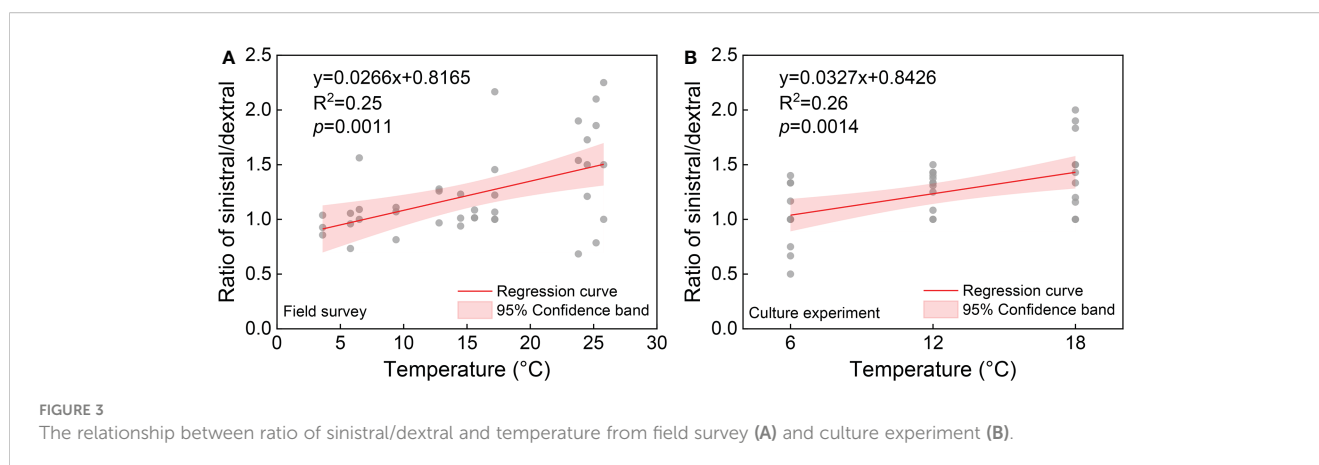 A
y=0.0266x+0.8165
R²=0.25
p=0.0011
Ratio of sinistral/dextral
2.5
2.0
1.5
1.0
0.5
0.0
Regression curve
95% Confidence band
Field survey
0 5 10 15 20 25 30
Temperature (°C)
B
y=0.0327x+0.8426
R²=0.26
p=0.0014
Ratio of sinistral/dextral
2.5
2.0
1.5
1.0
0.5
0.0
Regression curve
95% Confidence band
Culture experiment
6 12 18
Temperature (°C)
FIGURE 3
The relationship between ratio of sinistral/dextral and temperature from field survey (A) and culture experiment (B).